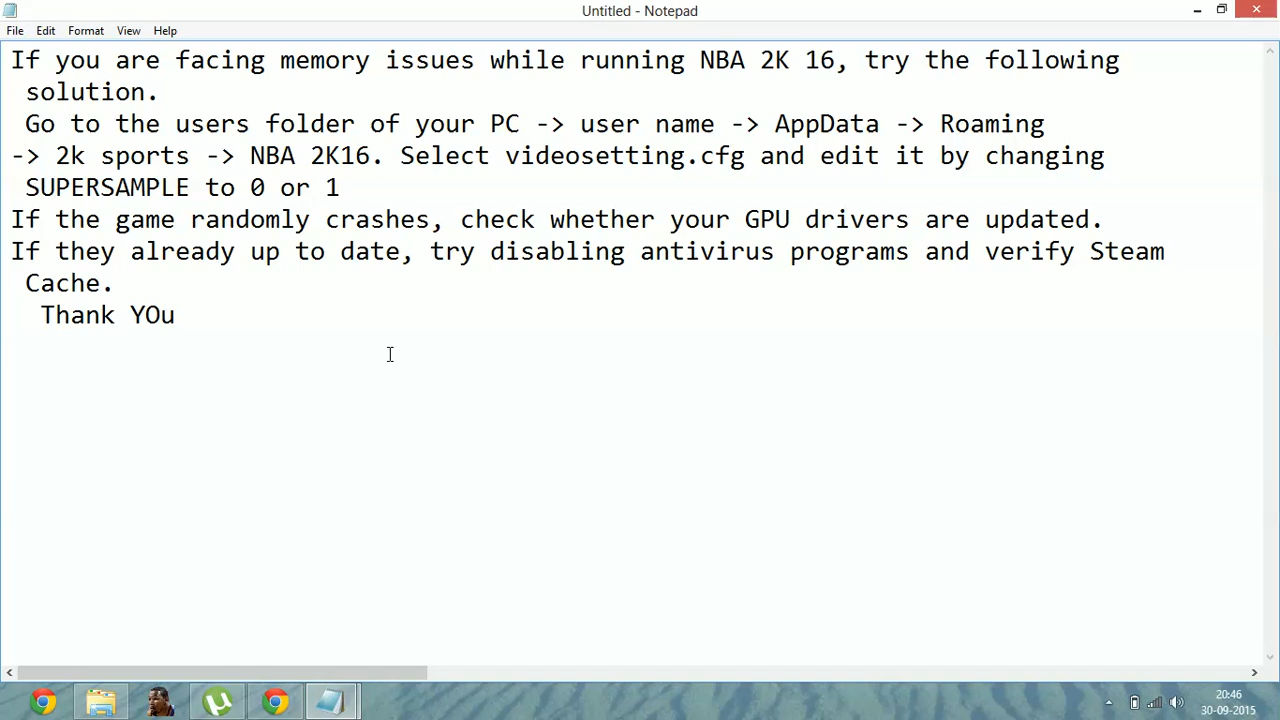 Untitled - Notepad
File Edit Format View Help
If you are facing memory issues while running NBA 2K 16, try the following
solution.
Go to the users folder of your PC -> user name -> AppData -> Roaming
-> 2k sports -> NBA 2K16. Select videosetting.cfg and edit it by changing
SUPERSAMPLE to 0 or 1
If the game randomly crashes, check whether your GPU drivers are updated.
If they already up to date, try disabling antivirus programs and verify Steam
Cache.
Thank YOu
20:46
30-09-2015